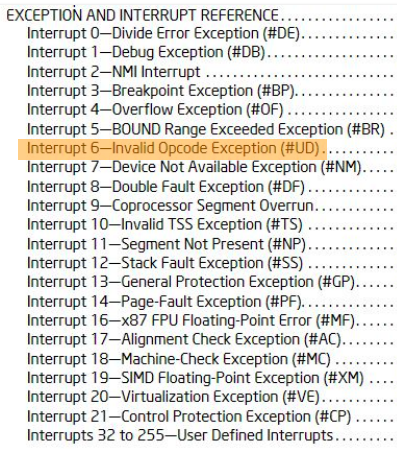 EXCEPTION AND INTERRUPT REFERENCE................
Interrupt 0—Divide Error Exception (#DE)..............
Interrupt 1—Debug Exception (#DB)...................
Interrupt 2—NMI Interrupt ............................
Interrupt 3—Breakpoint Exception (#BP)...............
Interrupt 4—Overflow Exception (#OF) ................
Interrupt 5—BOUND Range Exceeded Exception (#BR) .
Interrupt 6—Invalid Opcode Exception (#UD)...........
Interrupt 7—Device Not Available Exception (#NM).....
Interrupt 8—Double Fault Exception (#DF).............
Interrupt 9—Coprocessor Segment Overrun............
Interrupt 10—Invalid TSS Exception (#TS) .............
Interrupt 11—Segment Not Present (#NP)..............
Interrupt 12—Stack Fault Exception (#SS) .............
Interrupt 13—General Protection Exception (#GP)......
Interrupt 14—Page-Fault Exception (#PF)..............
Interrupt 16—x87 FPU Floating-Point Error (#MF)......
Interrupt 17—Alignment Check Exception (#AC)........
Interrupt 18—Machine-Check Exception (#MC) .........
Interrupt 19—SIMD Floating-Point Exception (#XM) ....
Interrupt 20—Virtualization Exception (#VE)...........
Interrupt 21—Control Protection Exception (#CP) ......
Interrupts 32 to 255—User Defined Interrupts.........